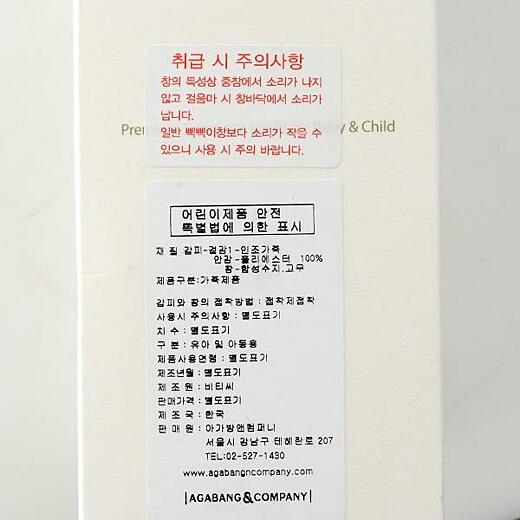 취급 시 주의사항
창의 특성상 중창에서 소리가 나지
않고 걸음마 시 창바닥에서 소리가
납니다.
일반 삑삑이창보다 소리가 작을 수
있으니 사용 시 주의 바랍니다.
Pre
& Child
어린이제품 안전
특별법에 의한 표시
재 질 갑피-겉감1-인조가죽
안감-폴리에스터 100%
창-합성수지.고무
제품구분:가죽제품
갑피와 창의 접착방법 : 접착제접착
사용시 주의사항 : 별도표기
치 수 : 별도표기
구 분 : 유아 및 아동용
제품사용연령 : 별도표기
제조년월 : 별도표기
제 조 원 : 비티씨
판매가격 : 별도표기
제 조 국 : 한국
판 매 원 : 아가방앤컴퍼니
서울시 강남구 테헤란로 207
TEL:02-527-1430
www.agabangncompany.com
AGABANG&COMPANY